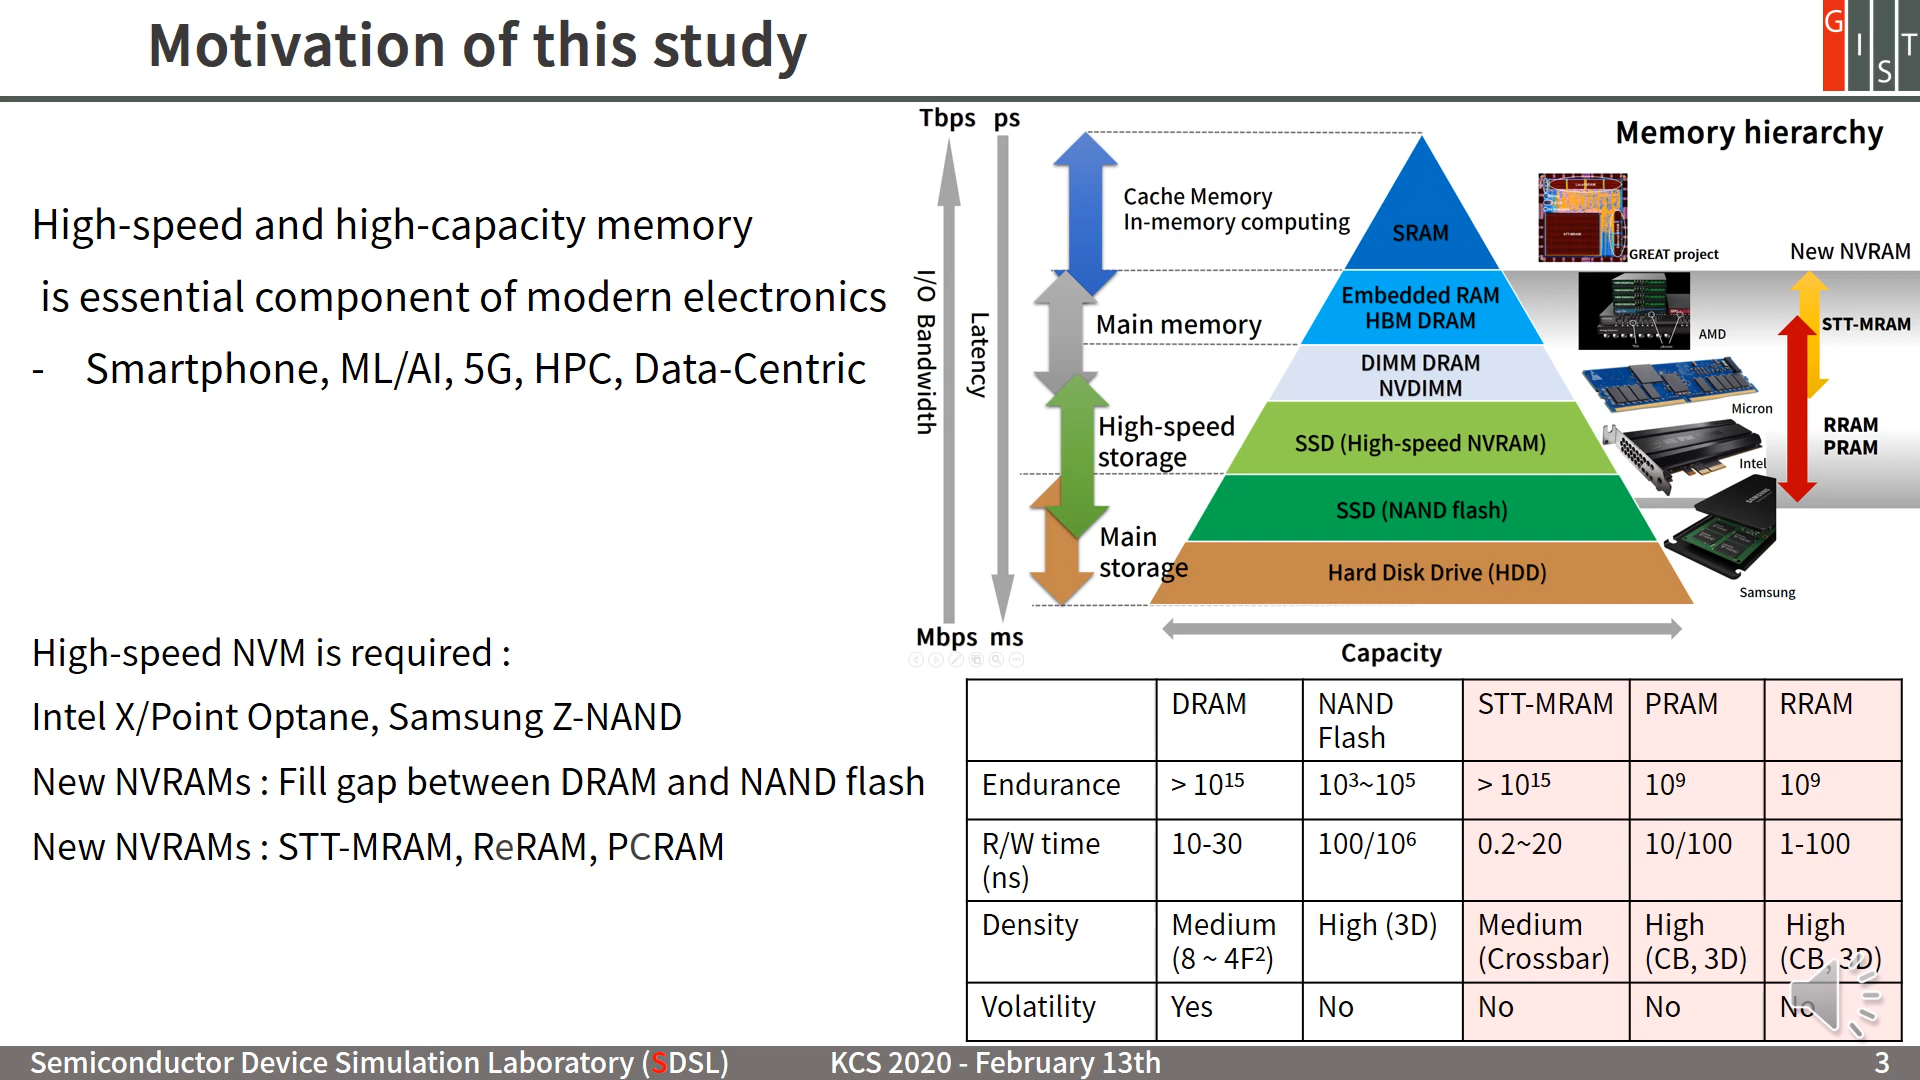 Motivation of this study
G
I
S
T
High-speed and high-capacity memory
is essential component of modern electronics
- Smartphone, ML/AI, 5G, HPC, Data-Centric
High-speed NVM is required :
Intel X/Point Optane, Samsung Z-NAND
New NVRAMs : Fill gap between DRAM and NAND flash
New NVRAMs : STT-MRAM, ReRAM, PCRAM
Tbps ps
I/O Bandwidth
Latency
Mbps ms
Cache Memory
In-memory computing
Main memory
High-speed
storage
Main
storage
Memory hierarchy
SRAM
Embedded RAM
HBM DRAM
DIMM DRAM
NVDIMM
SSD (High-speed NVRAM)
SSD (NAND flash)
Hard Disk Drive (HDD)
Capacity
GREAT project
AMD
Micron
Intel
Samsung
New NVRAM
STT-MRAM
RRAM
PRAM
DRAM
NAND
Flash
STT-MRAM
PRAM
RRAM
Endurance > 10¹⁵ 10³~10⁵ > 10¹⁵ 10⁹ 10⁹
R/W time
(ns)
10-30 100/10⁶ 0.2~20 10/100 1-100
Density
Medium
(8 ~ 4F²)
High (3D)
Medium
(Crossbar)
High
(CB, 3D)
High
(CB, 3D)
Volatility Yes No No No No
Semiconductor Device Simulation Laboratory (SDSL) KCS 2020 - February 13th 3